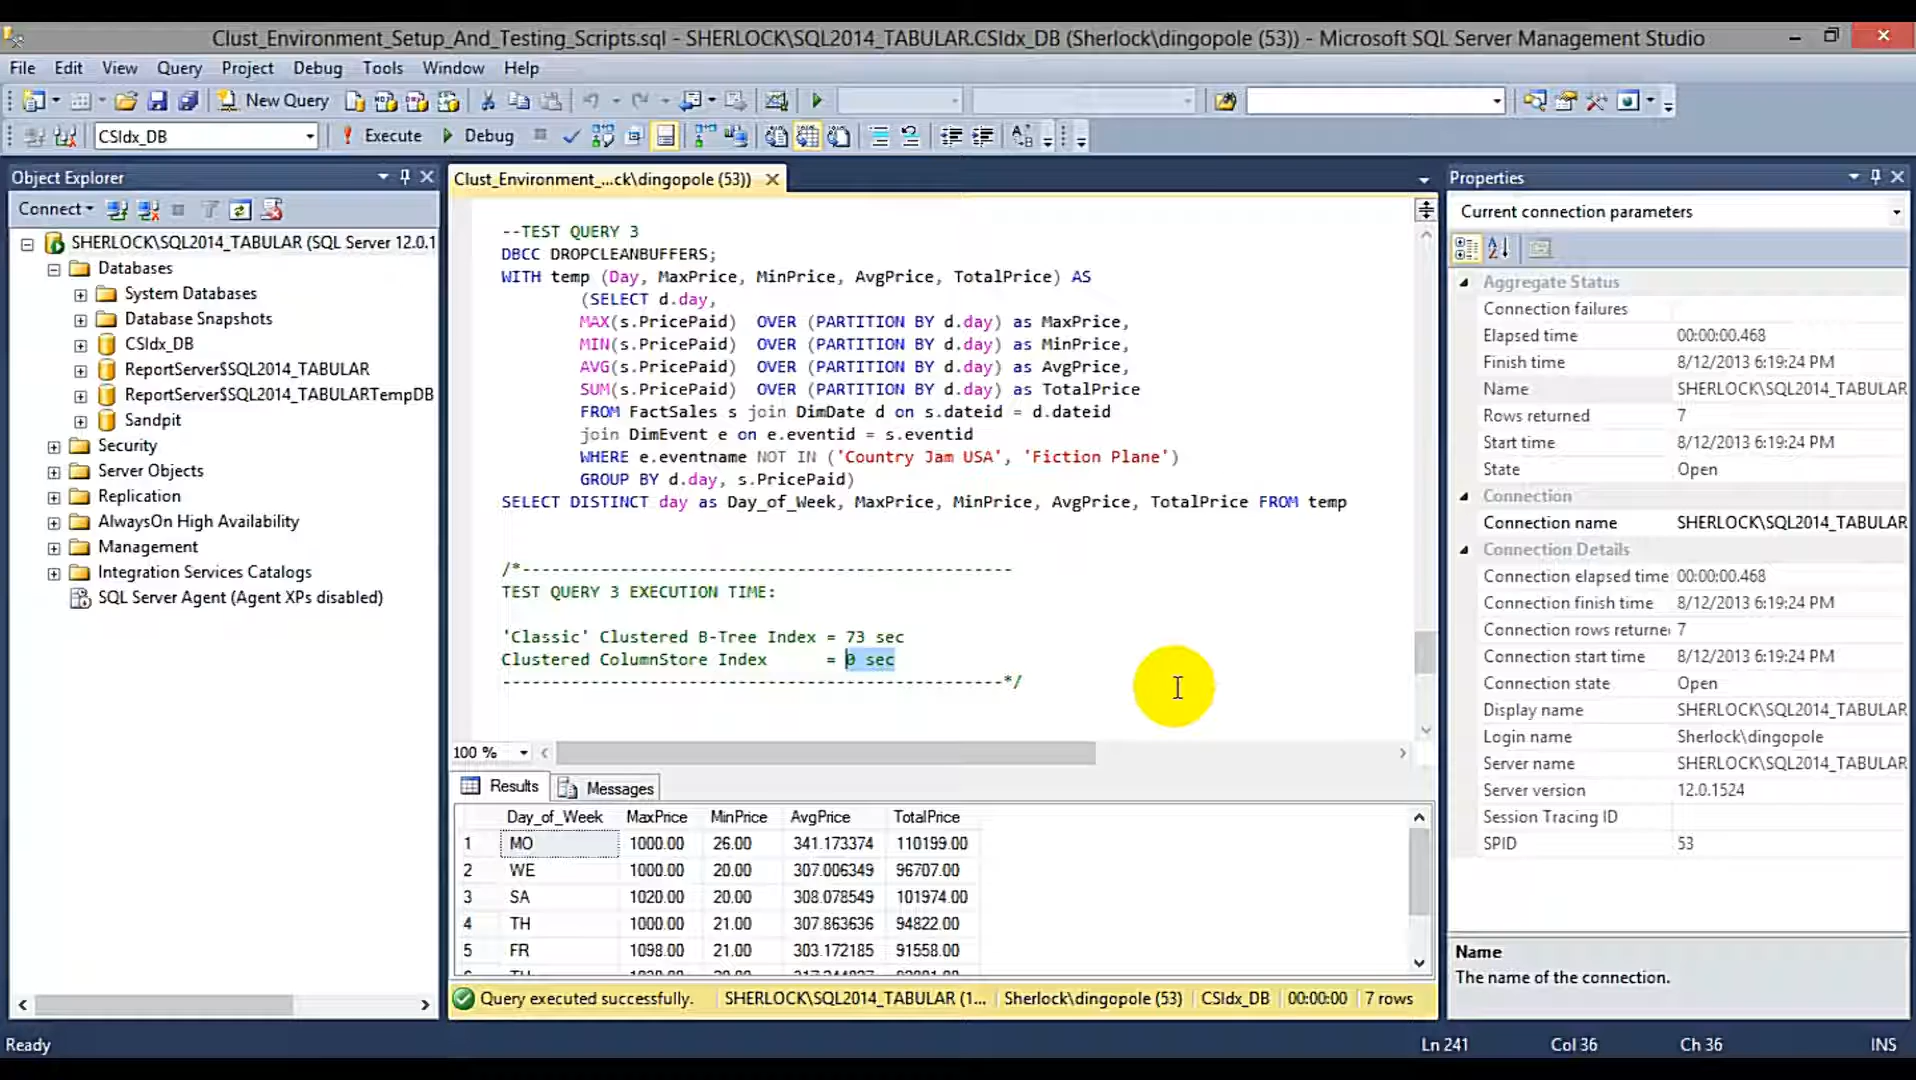 Clust_Environment_Setup_And_Testing_Scripts.sql - SHERLOCK\SQL2014_TABULAR.CSIdx_DB (Sherlock\dingopole (53)) - Microsoft SQL Server Management Studio
File Edit View Query Project Debug Tools Window Help
New Query
CSIdx_DB Execute Debug
Object Explorer
Connect
SHERLOCK\SQL2014_TABULAR (SQL Server 12.0.1
Databases
System Databases
Database Snapshots
CSIdx_DB
ReportServer$SQL2014_TABULAR
ReportServer$SQL2014_TABULARTempDB
Sandpit
Security
Server Objects
Replication
AlwaysOn High Availability
Management
Integration Services Catalogs
SQL Server Agent (Agent XPs disabled)
Clust_Environment_...ck\dingopole (53))
--TEST QUERY 3
DBCC DROPCLEANBUFFERS;
WITH temp (Day, MaxPrice, MinPrice, AvgPrice, TotalPrice) AS
(SELECT d.day,
MAX(s.PricePaid) OVER (PARTITION BY d.day) as MaxPrice,
MIN(s.PricePaid) OVER (PARTITION BY d.day) as MinPrice,
AVG(s.PricePaid) OVER (PARTITION BY d.day) as AvgPrice,
SUM(s.PricePaid) OVER (PARTITION BY d.day) as TotalPrice
FROM FactSales s join DimDate d on s.dateid = d.dateid
join DimEvent e on e.eventid = s.eventid
WHERE e.eventname NOT IN ('Country Jam USA', 'Fiction Plane')
GROUP BY d.day, s.PricePaid)
SELECT DISTINCT day as Day_of_Week, MaxPrice, MinPrice, AvgPrice, TotalPrice FROM temp
/*--------------------------------------------------
TEST QUERY 3 EXECUTION TIME:
'Classic' Clustered B-Tree Index = 73 sec
Clustered ColumnStore Index = 0 sec
---------------------------------------------------*/
100 %
Results Messages
Day_of_Week MaxPrice MinPrice AvgPrice TotalPrice
1 MO 1000.00 26.00 341.173374 110199.00
2 WE 1000.00 20.00 307.006349 96707.00
3 SA 1020.00 20.00 308.078549 101974.00
4 TH 1000.00 21.00 307.863636 94822.00
5 FR 1098.00 21.00 303.172185 91558.00
Query executed successfully. SHERLOCK\SQL2014_TABULAR (1... Sherlock\dingopole (53) CSIdx_DB 00:00:00 7 rows
Properties
Current connection parameters
Aggregate Status
Connection failures
Elapsed time 00:00:00.468
Finish time 8/12/2013 6:19:24 PM
Name SHERLOCK\SQL2014_TABULAR
Rows returned 7
Start time 8/12/2013 6:19:24 PM
State Open
Connection
Connection name SHERLOCK\SQL2014_TABULAR
Connection Details
Connection elapsed time 00:00:00.468
Connection finish time 8/12/2013 6:19:24 PM
Connection rows returne 7
Connection start time 8/12/2013 6:19:24 PM
Connection state Open
Display name SHERLOCK\SQL2014_TABULAR
Login name Sherlock\dingopole
Server name SHERLOCK\SQL2014_TABULAR
Server version 12.0.1524
Session Tracing ID
SPID 53
Name
The name of the connection.
Ready Ln 241 Col 36 Ch 36 INS